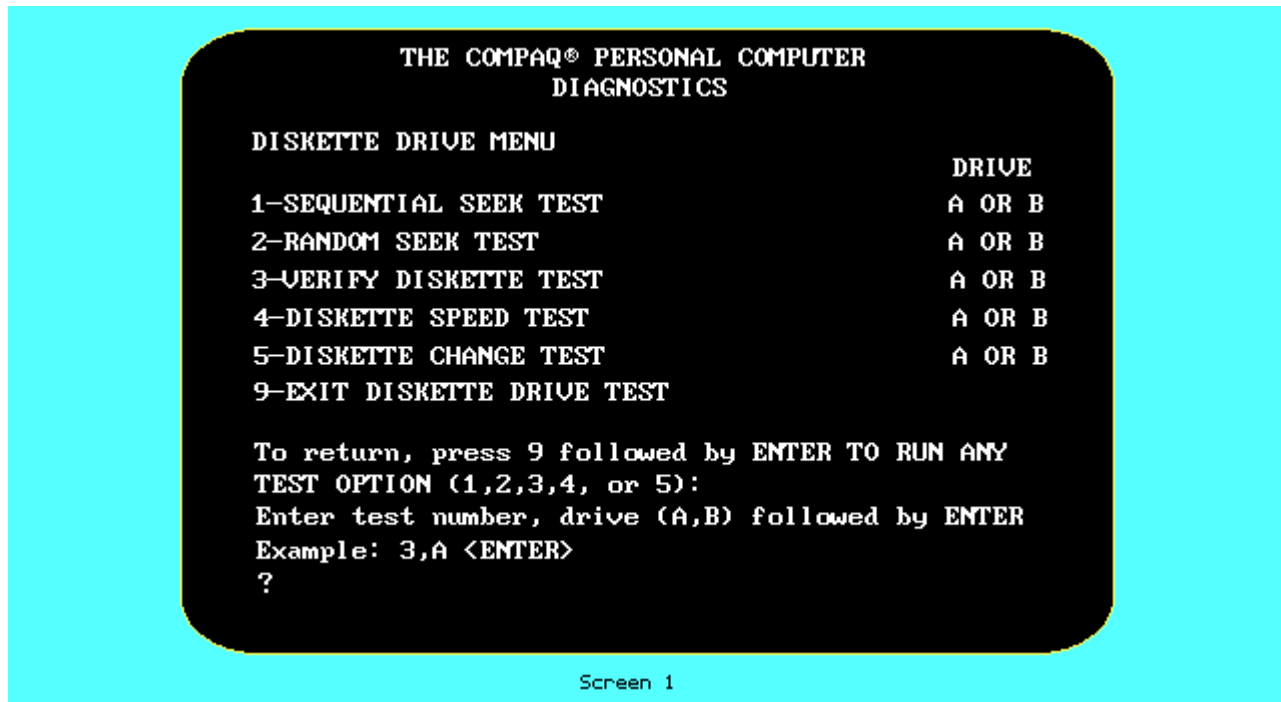 THE COMPAQ® PERSONAL COMPUTER
DIAGNOSTICS
DISKETTE DRIVE MENU
DRIVE
1-SEQUENTIAL SEEK TEST A OR B
2-RANDOM SEEK TEST A OR B
3-VERIFY DISKETTE TEST A OR B
4-DISKETTE SPEED TEST A OR B
5-DISKETTE CHANGE TEST A OR B
9-EXIT DISKETTE DRIVE TEST
To return, press 9 followed by ENTER TO RUN ANY
TEST OPTION (1,2,3,4, or 5):
Enter test number, drive (A,B) followed by ENTER
Example: 3,A <ENTER>
?
Screen 1